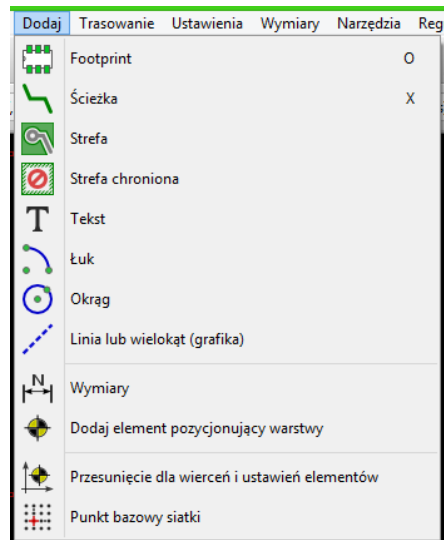 Dodaj Trasowanie Ustawienia Wymiary Narzędzia Reg
Footprint O
Ścieżka X
Strefa
Strefa chroniona
T Tekst
Łuk
Okrąg
Linia lub wielokąt (grafika)
N Wymiary
Dodaj element pozycjonujący warstwy
Przesunięcie dla wierceń i ustawień elementów
Punkt bazowy siatki